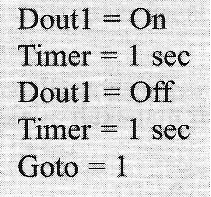 Dout1 = On
Timer = 1 sec
Dout1 = Off
Timer = 1 sec
Goto = 1